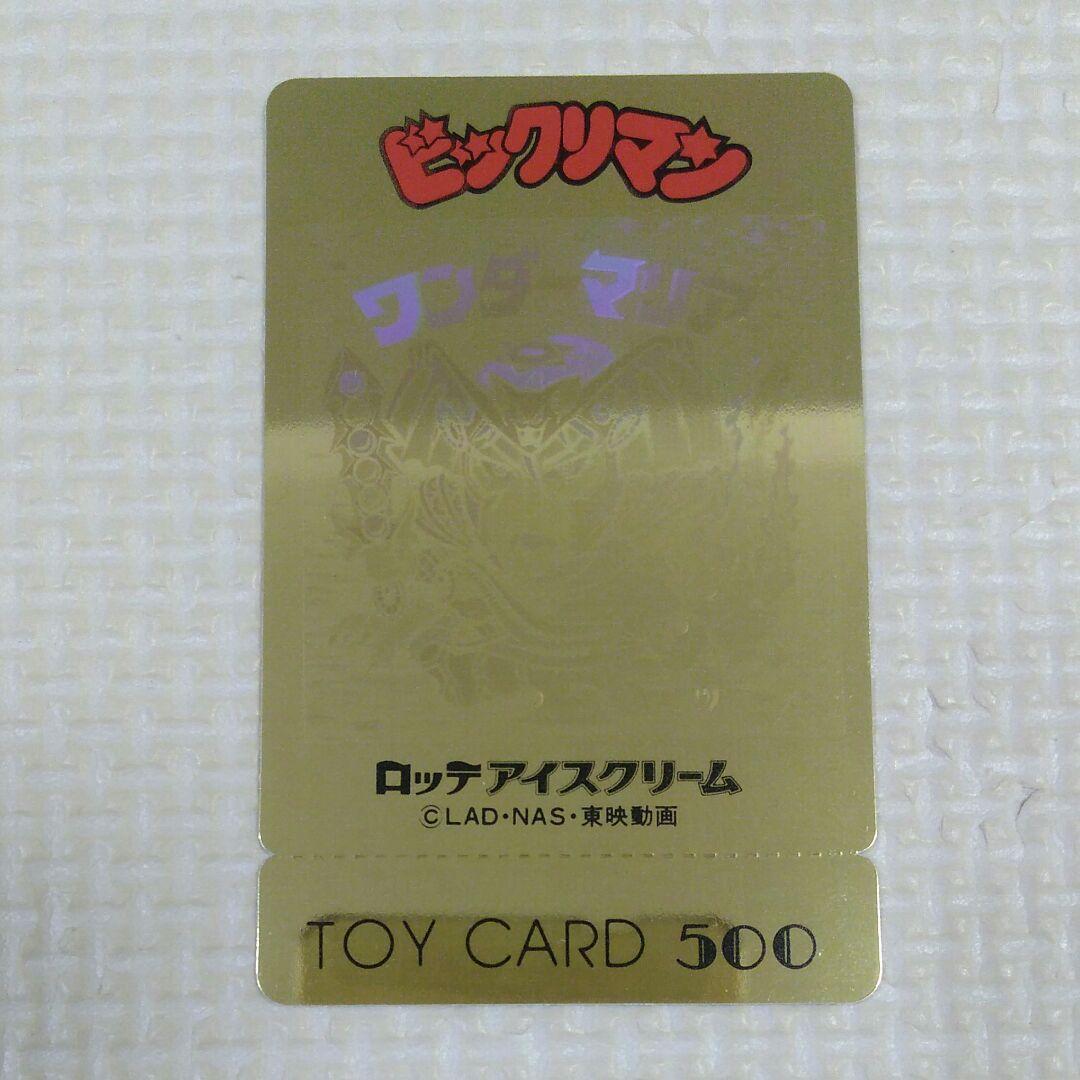 ビックリマン
ワンダ マリア
ロッテアイスクリーム
©LAD・NAS・東映動画
TOY CARD 500